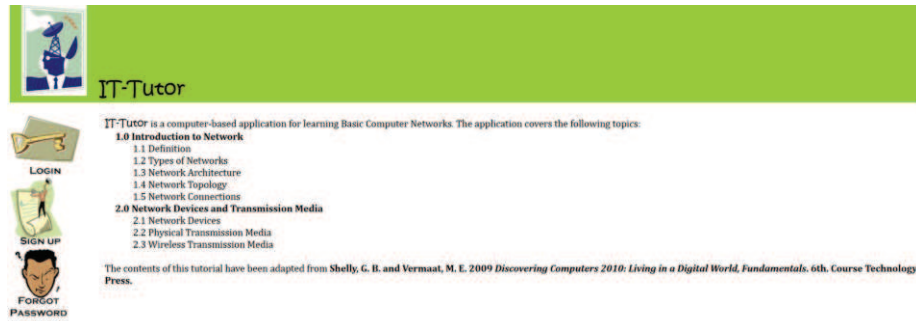 IT-Tutor
IT-Tutor is a computer-based application for learning Basic Computer Networks. The application covers the following topics:
1.0 Introduction to Network
1.1 Definition
1.2 Types of Networks
1.3 Network Architecture
1.4 Network Topology
1.5 Network Connections
2.0 Network Devices and Transmission Media
2.1 Network Devices
2.2 Physical Transmission Media
2.3 Wireless Transmission Media
The contents of this tutorial have been adapted from Shelly, G. B. and Vermaat, M. E. 2009 Discovering Computers 2010: Living in a Digital World, Fundamentals. 6th. Course Technology
Press.
LOGIN
SIGN UP
FORGOT
PASSWORD